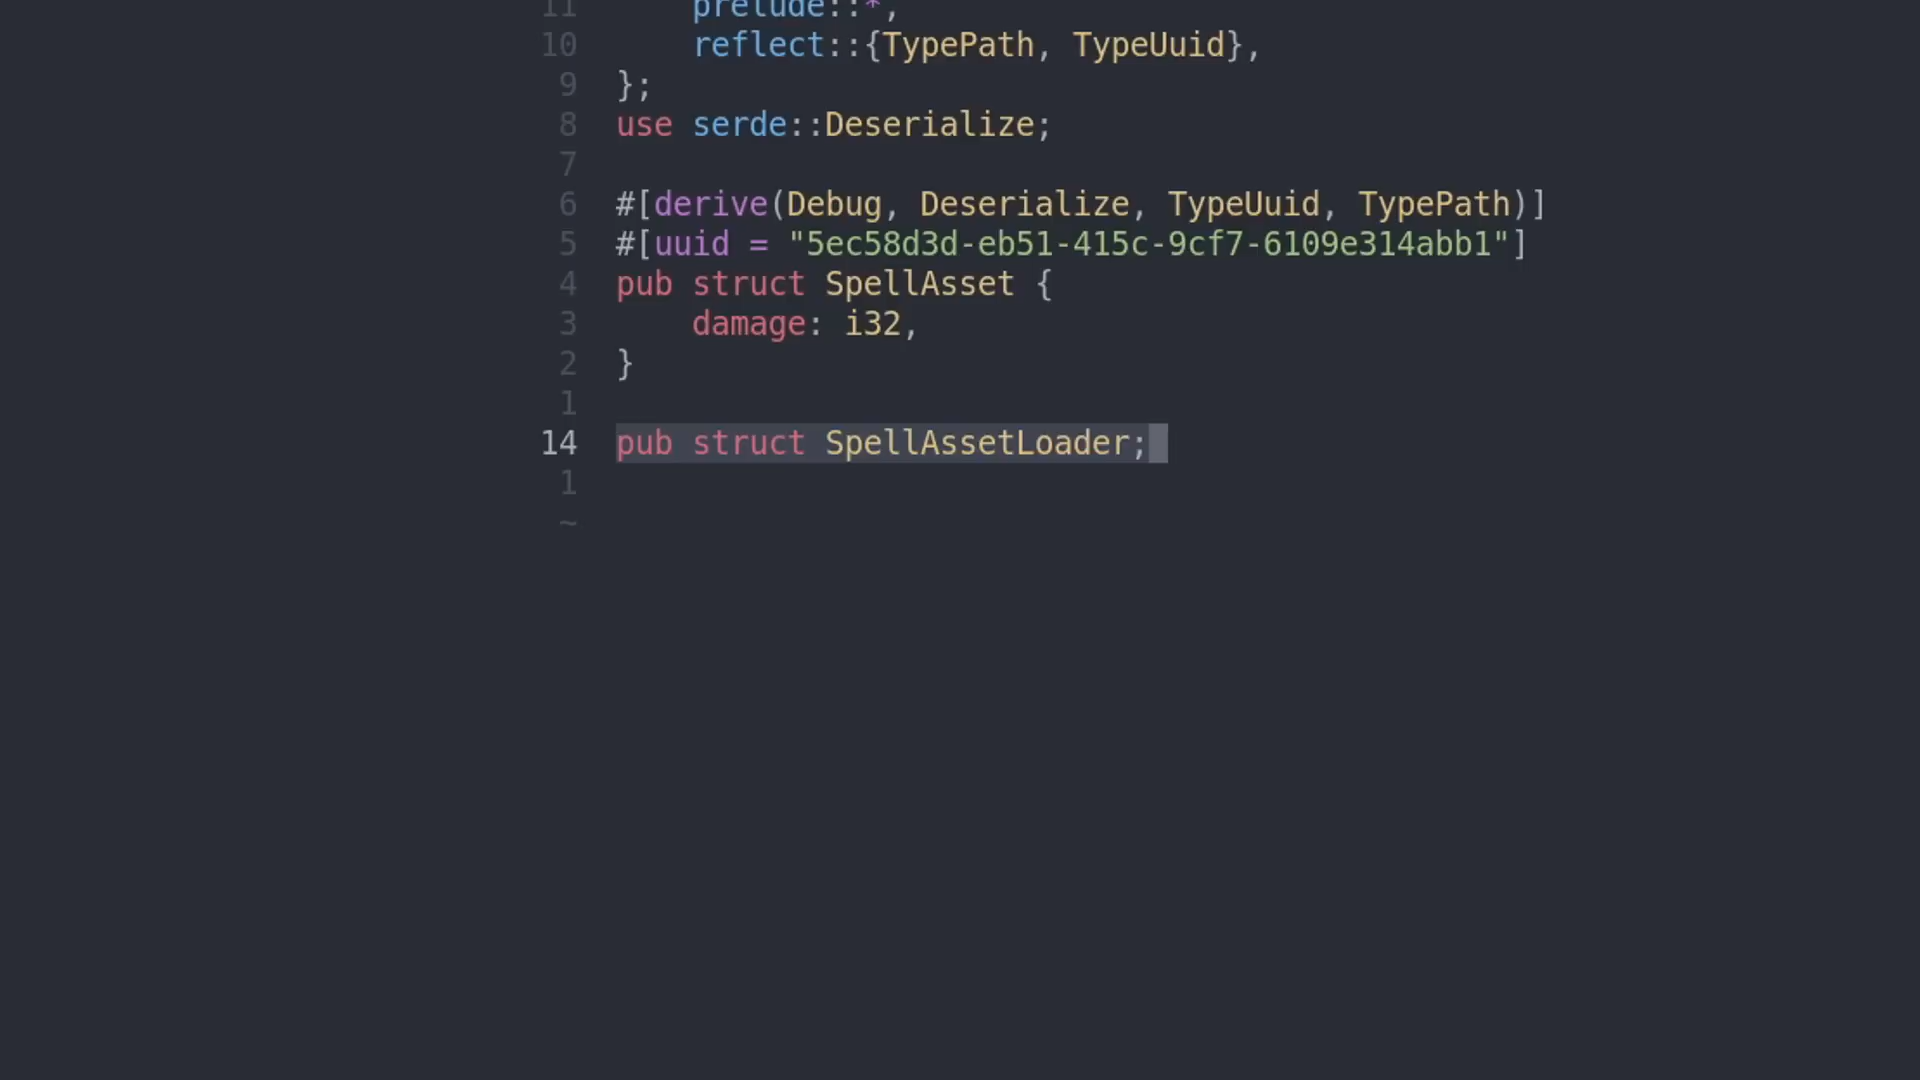 11 prelude::*,
10 reflect::{TypePath, TypeUuid},
9 };
8 use serde::Deserialize;
7
6 #[derive(Debug, Deserialize, TypeUuid, TypePath)]
5 #[uuid = "5ec58d3d-eb51-415c-9cf7-6109e314abb1"]
4 pub struct SpellAsset {
3 damage: i32,
2 }
1
14 pub struct SpellAssetLoader;
1
~